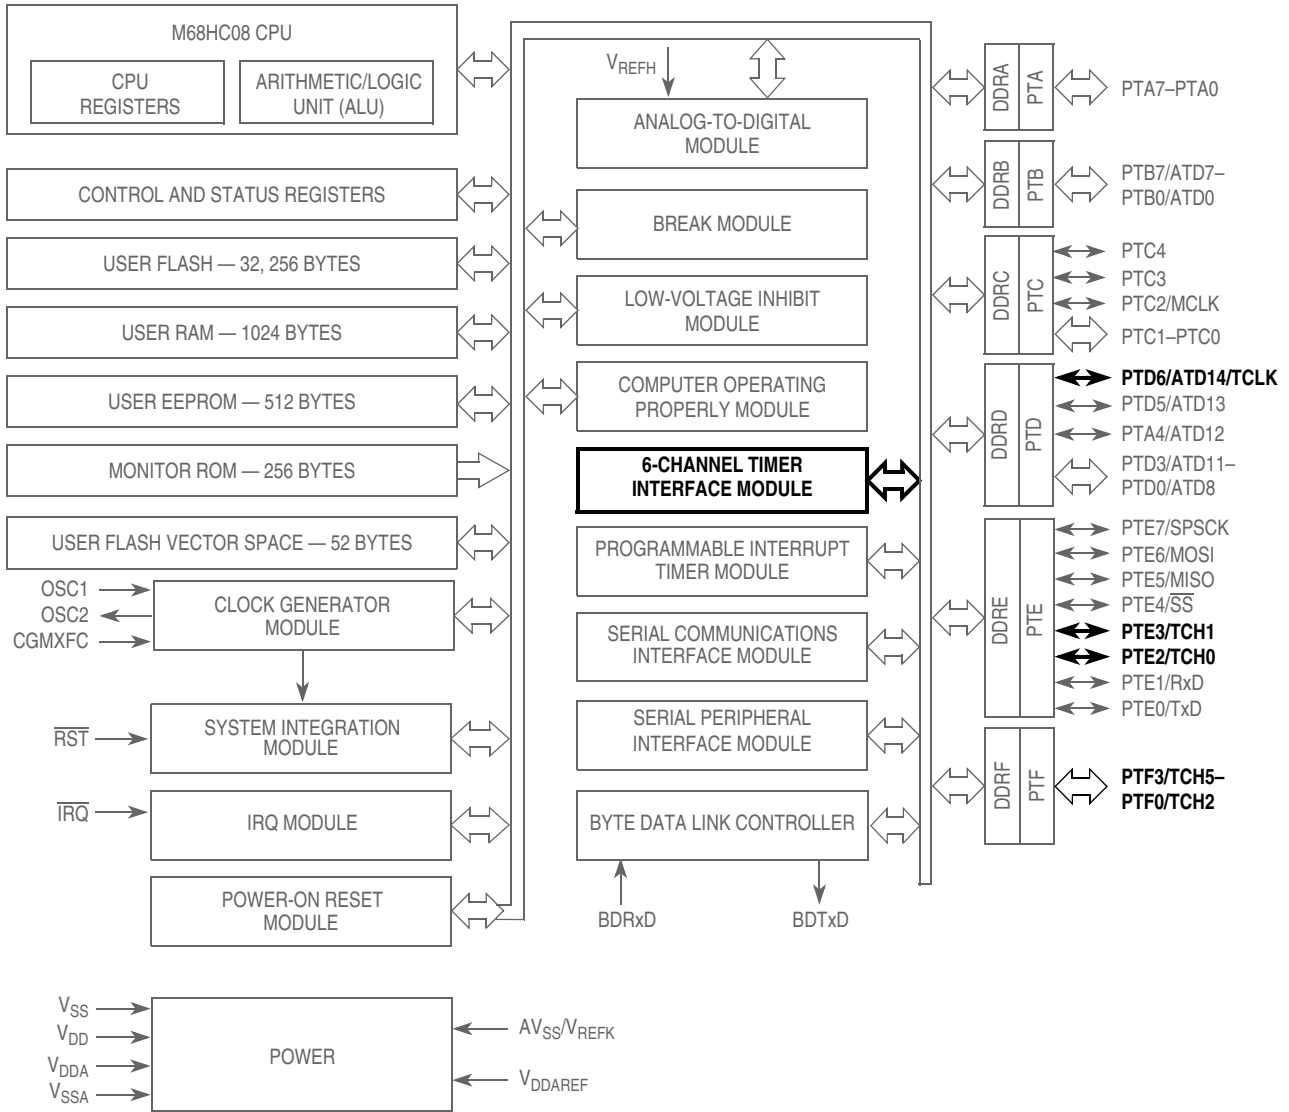 M68HC08 CPU
CPU
REGISTERS
ARITHMETIC/LOGIC
UNIT (ALU)
CONTROL AND STATUS REGISTERS
USER FLASH — 32, 256 BYTES
USER RAM — 1024 BYTES
USER EEPROM — 512 BYTES
MONITOR ROM — 256 BYTES
USER FLASH VECTOR SPACE — 52 BYTES
OSC1
OSC2
CGMXFC
CLOCK GENERATOR
MODULE
RST
SYSTEM INTEGRATION
MODULE
IRQ
IRQ MODULE
POWER-ON RESET
MODULE
VSS
VDD
VDDA
VSSA
POWER
AVSS/VREFK
VDDAREF
VREFH
ANALOG-TO-DIGITAL
MODULE
BREAK MODULE
LOW-VOLTAGE INHIBIT
MODULE
COMPUTER OPERATING
PROPERLY MODULE
6-CHANNEL TIMER
INTERFACE MODULE
PROGRAMMABLE INTERRUPT
TIMER MODULE
SERIAL COMMUNICATIONS
INTERFACE MODULE
SERIAL PERIPHERAL
INTERFACE MODULE
BYTE DATA LINK CONTROLLER
BDRxD
BDTxD
DDRA
PTA
PTA7–PTA0
DDRB
PTB
PTB7/ATD7–
PTB0/ATD0
DDRC
PTC
PTC4
PTC3
PTC2/MCLK
PTC1–PTC0
DDRD
PTD
PTD6/ATD14/TCLK
PTD5/ATD13
PTA4/ATD12
PTD3/ATD11–
PTD0/ATD8
DDRE
PTE
PTE7/SPSCK
PTE6/MOSI
PTE5/MISO
PTE4/SS
PTE3/TCH1
PTE2/TCH0
PTE1/RxD
PTE0/TxD
DDRF
PTF
PTF3/TCH5–
PTF0/TCH2